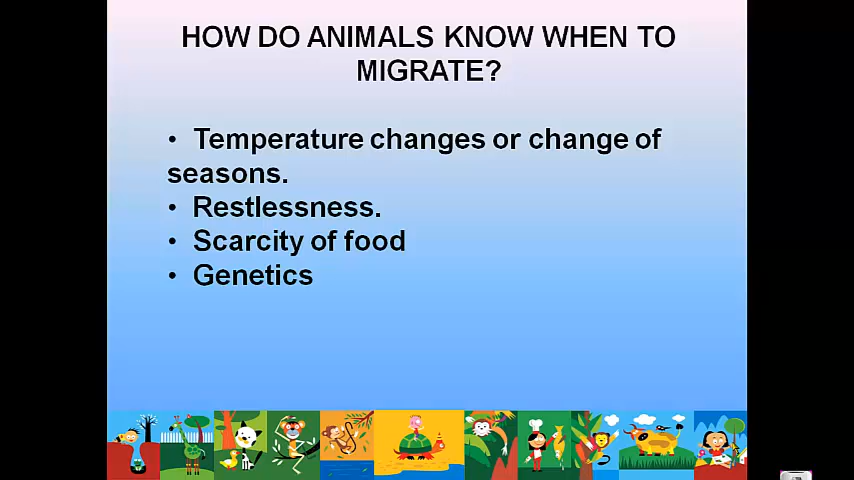 HOW DO ANIMALS KNOW WHEN TO
MIGRATE?
• Temperature changes or change of
seasons.
• Restlessness.
• Scarcity of food
• Genetics